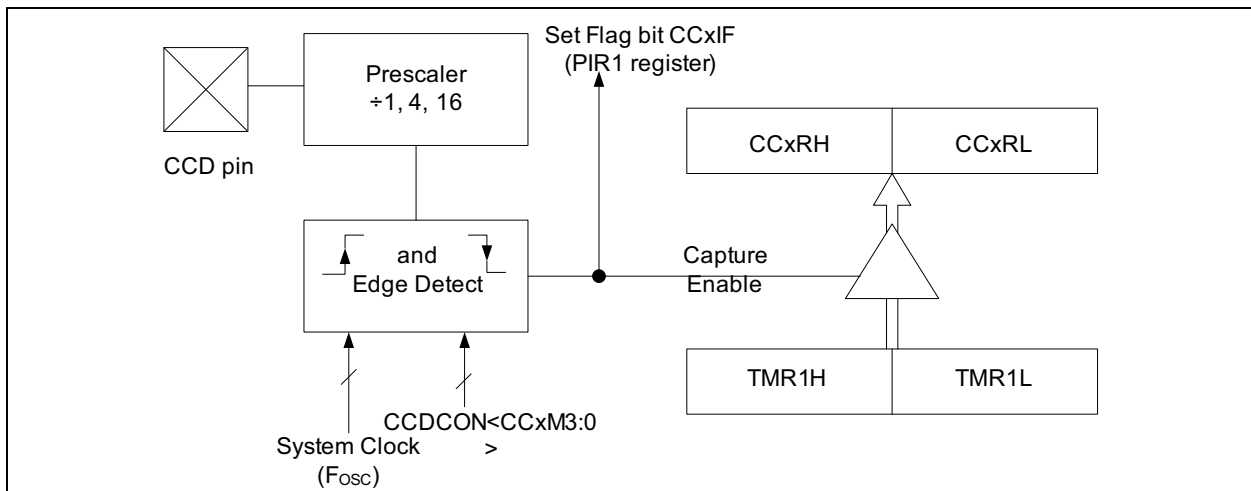 Set Flag bit CCxIF
(PIR1 register)
Prescaler
÷1, 4, 16
CCD pin
CCxRH
CCxRL
and
Edge Detect
Capture
Enable
TMR1H
TMR1L
CCDCON<CCxM3:0
>
System Clock
(FOSC)